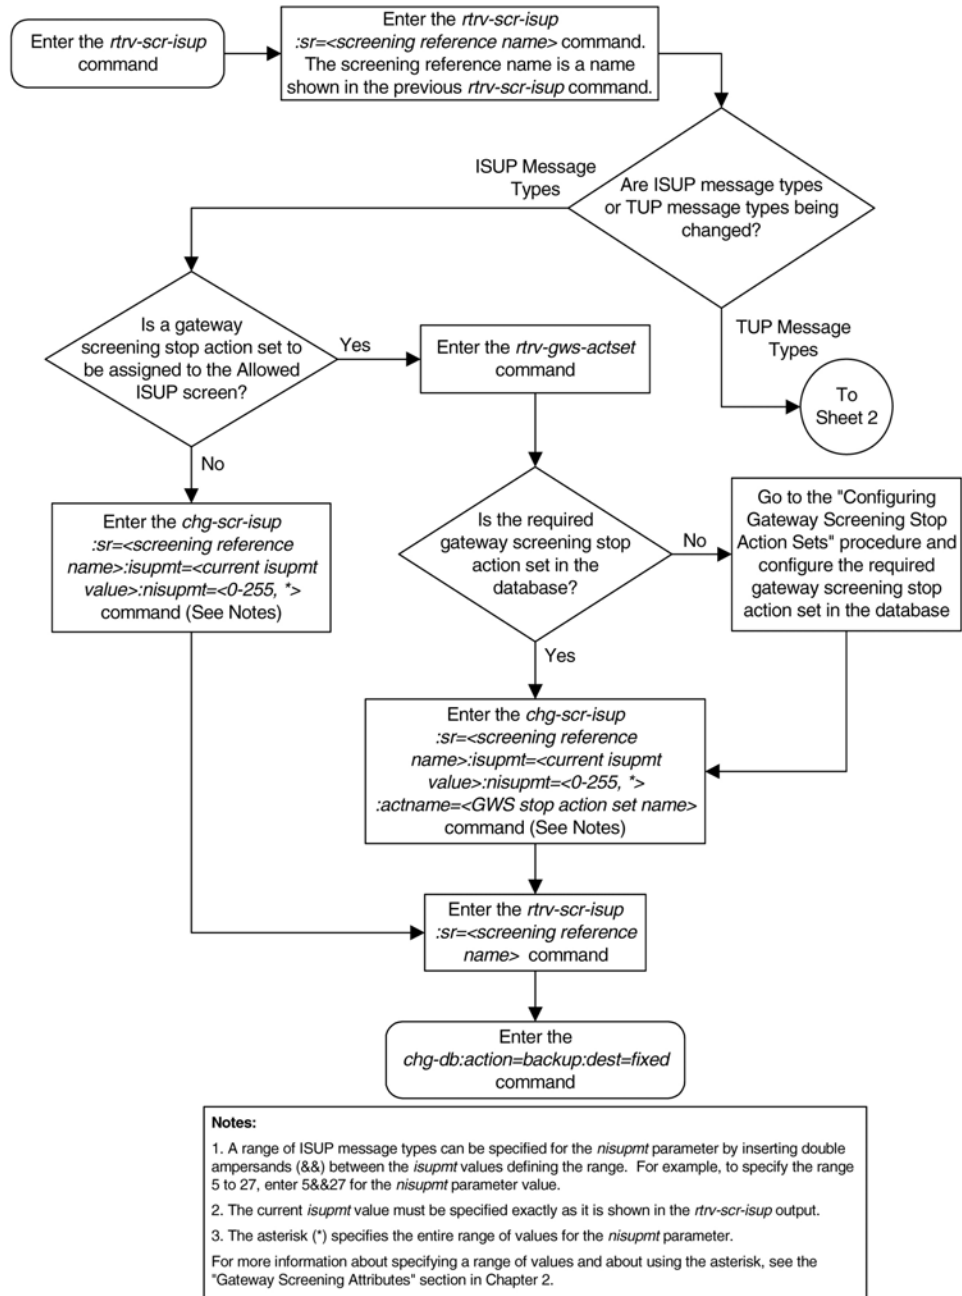 Enter the rtrv-scr-isup
command
Enter the rtrv-scr-isup
:sr=<screening reference name> command.
The screening reference name is a name
shown in the previous rtrv-scr-isup command.
Are ISUP message types
or TUP message types being
changed?
ISUP Message
Types
TUP Message
Types
To
Sheet 2
Is a gateway
screening stop action set to
be assigned to the Allowed
ISUP screen?
Yes
Enter the rtrv-gws-actset
command
No
Enter the chg-scr-isup
:sr=<screening reference
name>:isupmt=<current isupmt
value>:nisupmt=<0-255, *>
command (See Notes)
Is the required
gateway screening stop
action set in the
database?
No
Go to the "Configuring
Gateway Screening Stop
Action Sets" procedure and
configure the required
gateway screening stop
action set in the database
Yes
Enter the chg-scr-isup
:sr=<screening reference
name>:isupmt=<current isupmt
value>:nisupmt=<0-255, *>
:actname=<GWS stop action set name>
command (See Notes)
Enter the rtrv-scr-isup
:sr=<screening reference
name> command
Enter the
chg-db:action=backup:dest=fixed
command
Notes:
1. A range of ISUP message types can be specified for the nisupmt parameter by inserting double
ampersands (&&) between the isupmt values defining the range. For example, to specify the range
5 to 27, enter 5&&27 for the nisupmt parameter value.
2. The current isupmt value must be specified exactly as it is shown in the rtrv-scr-isup output.
3. The asterisk (*) specifies the entire range of values for the nisupmt parameter.
For more information about specifying a range of values and about using the asterisk, see the
"Gateway Screening Attributes" section in Chapter 2.